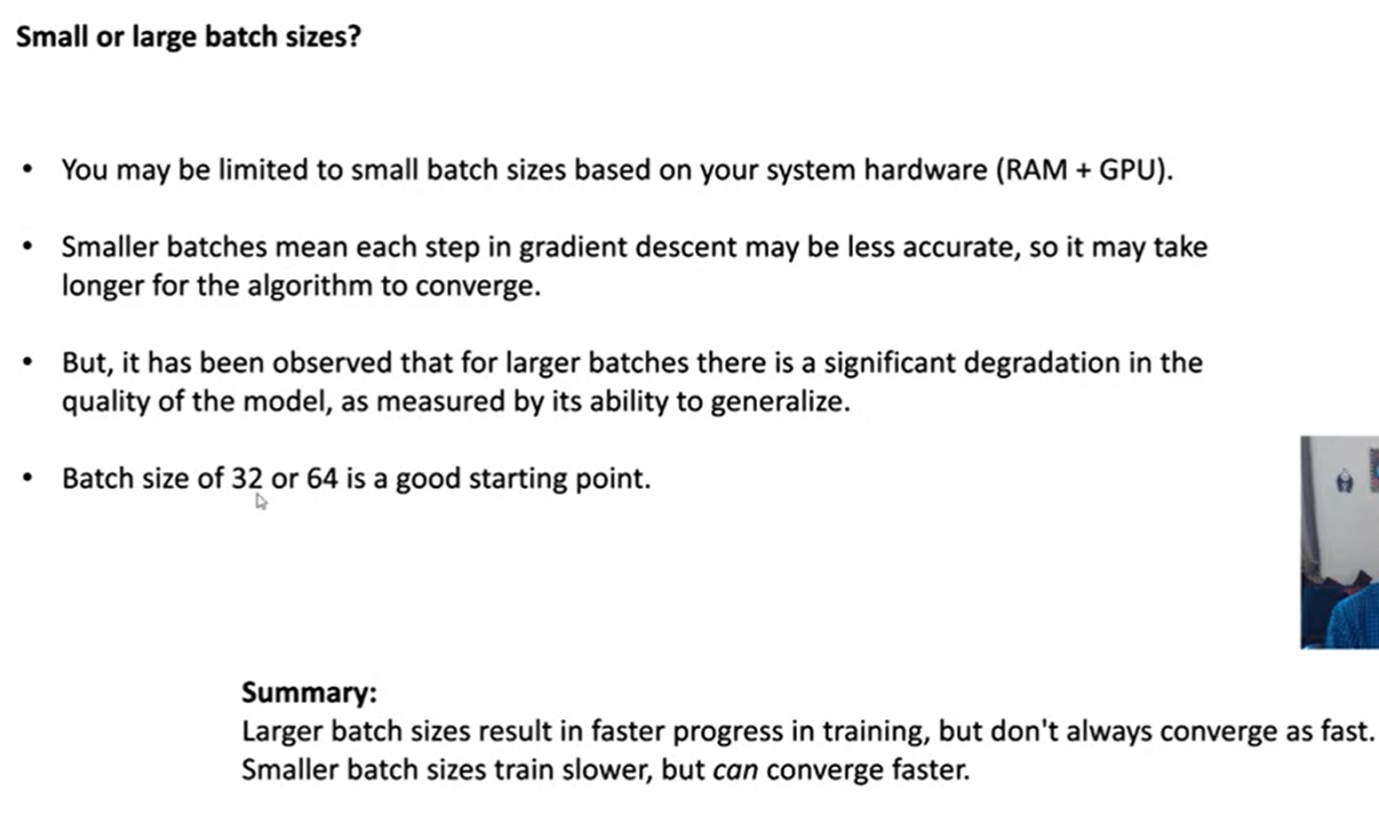 Small or large batch sizes?
• You may be limited to small batch sizes based on your system hardware (RAM + GPU).
• Smaller batches mean each step in gradient descent may be less accurate, so it may take
longer for the algorithm to converge.
• But, it has been observed that for larger batches there is a significant degradation in the
quality of the model, as measured by its ability to generalize.
• Batch size of 32 or 64 is a good starting point.
Summary:
Larger batch sizes result in faster progress in training, but don't always converge as fast.
Smaller batch sizes train slower, but can converge faster.